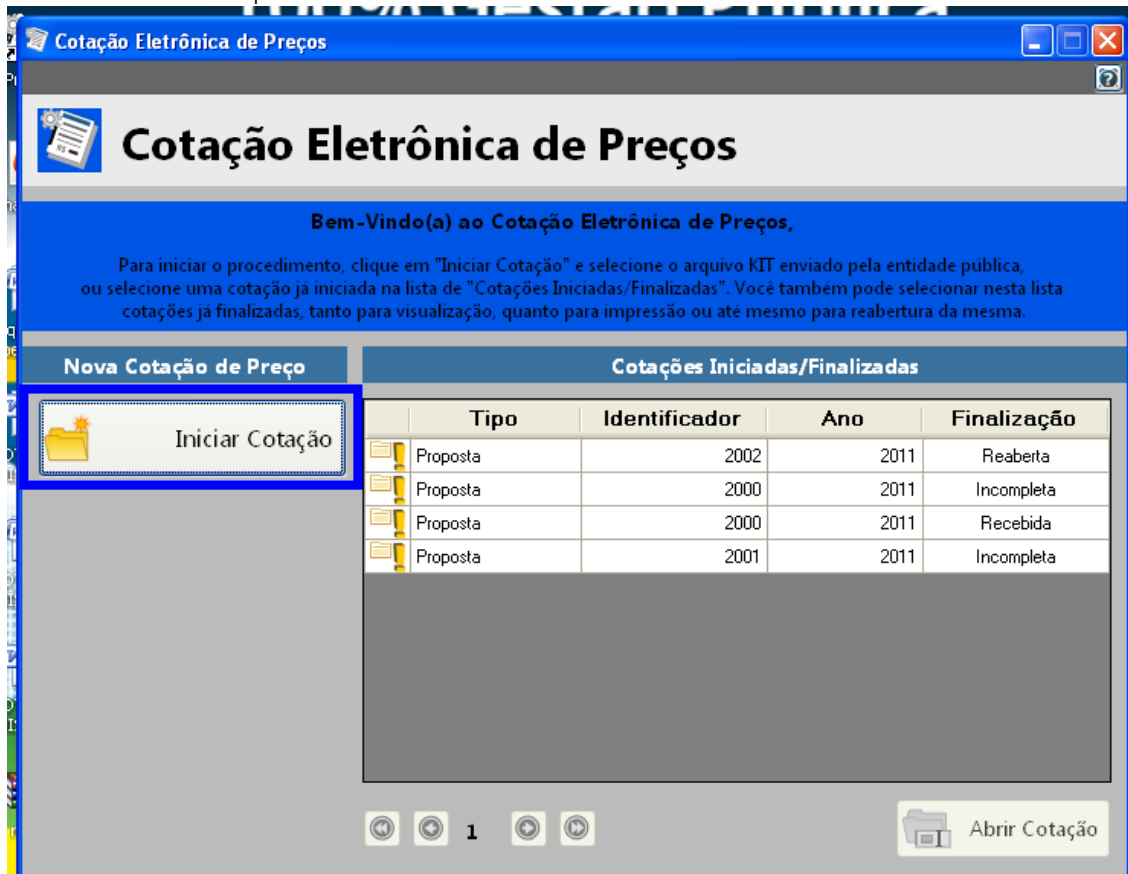 100% Gestão Pública
Cotação Eletrônica de Preços
Cotação Eletrônica de Preços
Bem-Vindo(a) ao Cotação Eletrônica de Preços,
Para iniciar o procedimento, clique em "Iniciar Cotação" e selecione o arquivo KIT enviado pela entidade pública,
ou selecione uma cotação já iniciada na lista de "Cotações Iniciadas/Finalizadas". Você também pode selecionar nesta lista
cotações já finalizadas, tanto para visualização, quanto para impressão ou até mesmo para reabertura da mesma.
Nova Cotação de Preço
Cotações Iniciadas/Finalizadas
Iniciar Cotação
Tipo Identificador Ano Finalização
Proposta 2002 2011 Reaberta
Proposta 2000 2011 Incompleta
Proposta 2000 2011 Recebida
Proposta 2001 2011 Incompleta
1
Abrir Cotação